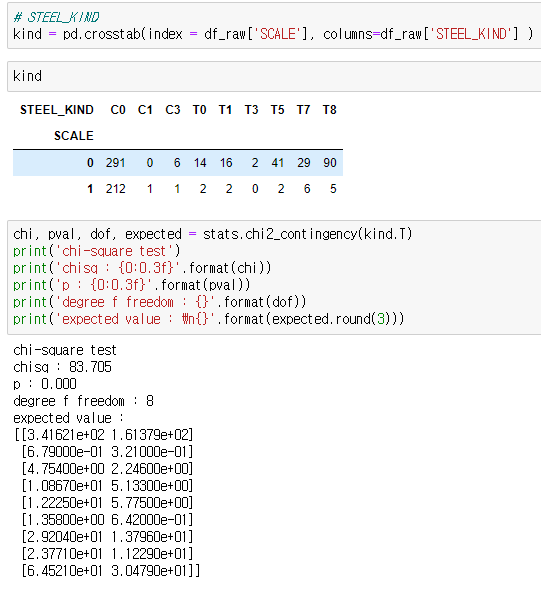 # STEEL_KIND
kind = pd.crosstab(index = df_raw['SCALE'], columns=df_raw['STEEL_KIND'] )
kind
STEEL_KIND C0 C1 C3 T0 T1 T3 T5 T7 T8
SCALE
0 291 0 6 14 16 2 41 29 90
1 212 1 1 2 2 0 2 6 5
chi, pval, dof, expected = stats.chi2_contingency(kind.T)
print('chi-square test')
print('chisq : {0:0.3f}'.format(chi))
print('p : {0:0.3f}'.format(pval))
print('degree f freedom : {}'.format(dof))
print('expected value : ₩n{}'.format(expected.round(3)))
chi-square test
chisq : 83.705
p : 0.000
degree f freedom : 8
expected value :
[[3.41621e+02 1.61379e+02]
[6.79000e-01 3.21000e-01]
[4.75400e+00 2.24600e+00]
[1.08670e+01 5.13300e+00]
[1.22250e+01 5.77500e+00]
[1.35800e+00 6.42000e-01]
[2.92040e+01 1.37960e+01]
[2.37710e+01 1.12290e+01]
[6.45210e+01 3.04790e+01]]